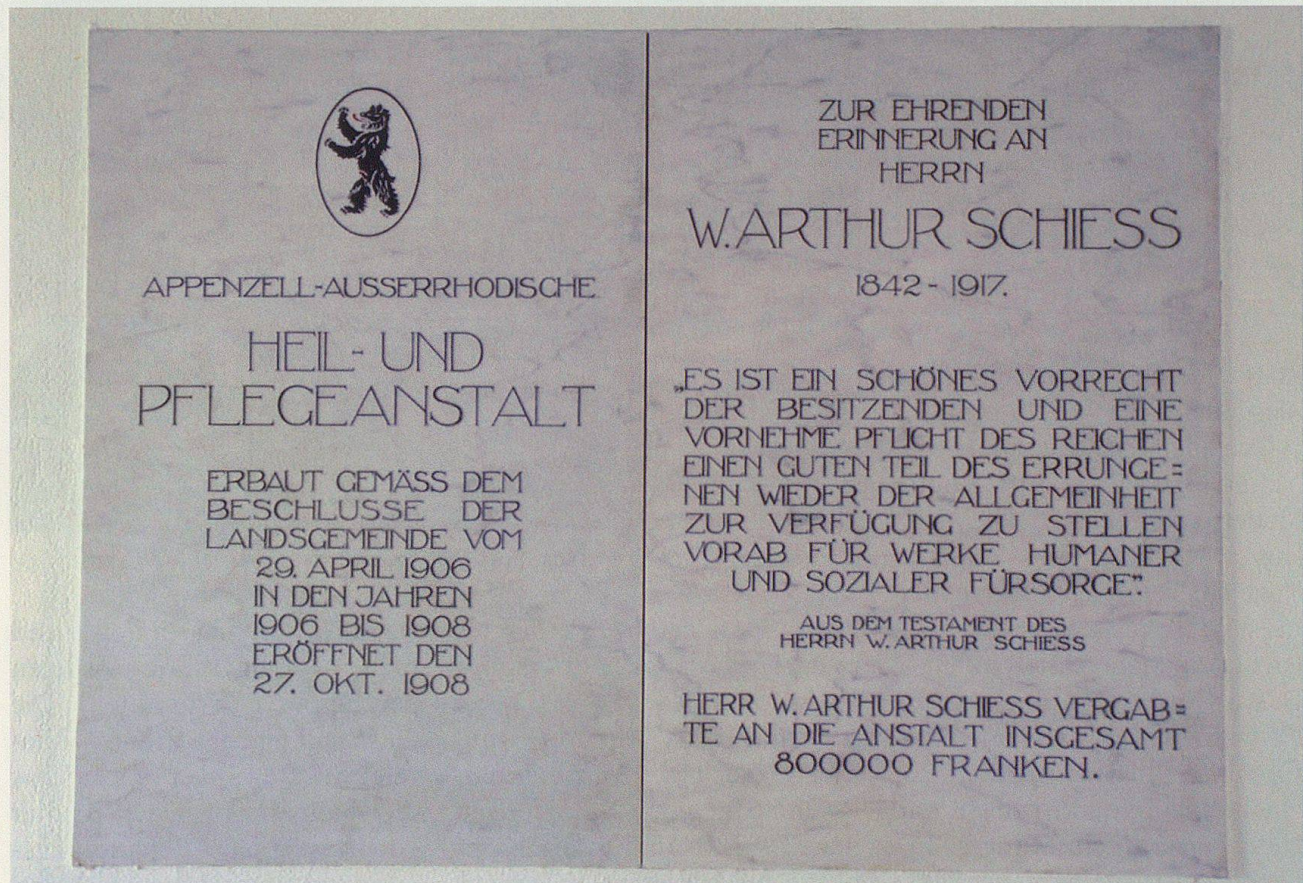 APPENZELL-AUSSERRHODISCHE
HEIL- UND
PFLEGEANSTALT
ERBAUT GEMÄSS DEM
BESCHLUSSE DER
LANDSGEMEINDE VOM
29. APRIL 1906
IN DEN JAHREN
1906 BIS 1908
ERÖFFNET DEN
27. OKT. 1908
ZUR EHRENDEN
ERINNERUNG AN
HERRN
W. ARTHUR SCHIESS
1842 - 1917.
„ES IST EIN SCHÖNES VORRECHT
DER BESITZENDEN UND EINE
VORNEHME PFLICHT DES REICHEN
EINEN GUTEN TEIL DES ERRUNGE=
NEN WIEDER DER ALLGEMEINHEIT
ZUR VERFÜGUNG ZU STELLEN
VORAB FÜR WERKE HUMANER
UND SOZIALER FÜRSORGE".
AUS DEM TESTAMENT DES
HERRN W. ARTHUR SCHIESS
HERR W. ARTHUR SCHIESS VERGAB=
TE AN DIE ANSTALT INSGESAMT
800000 FRANKEN.